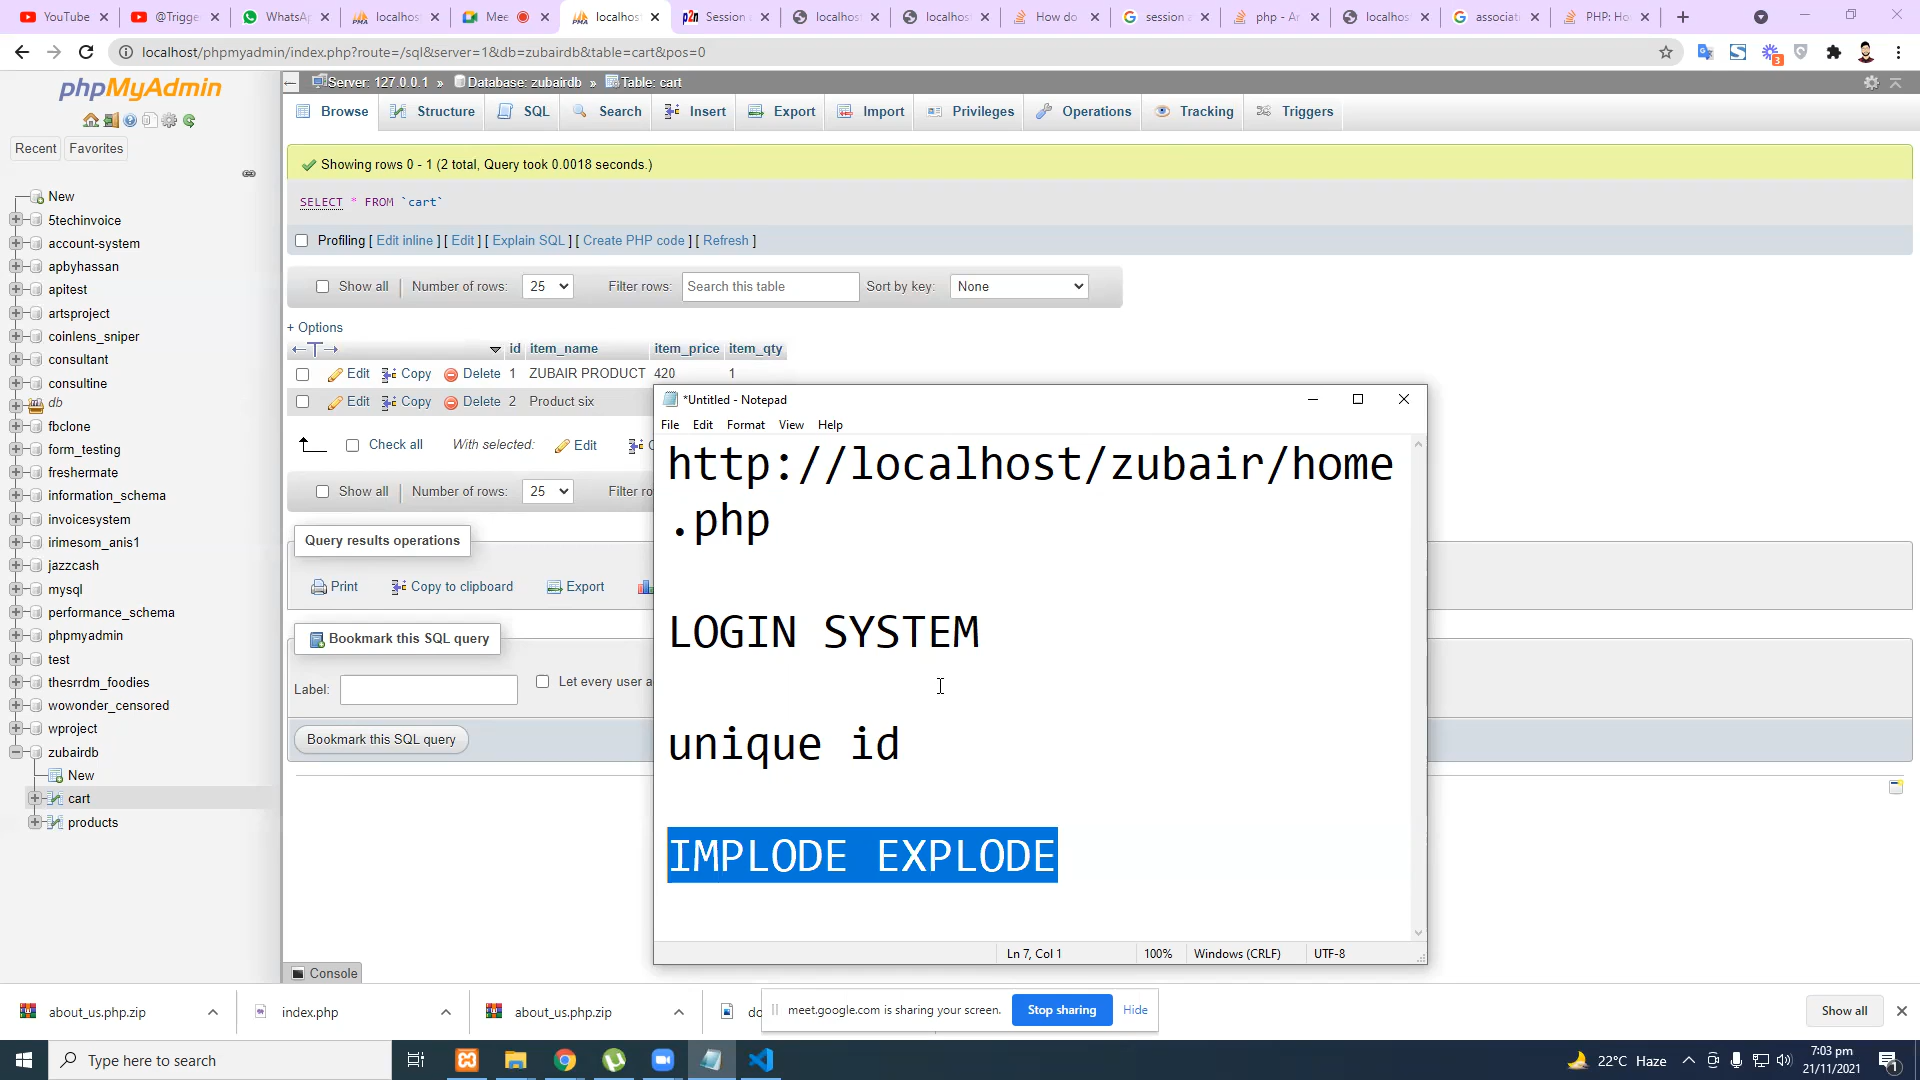 YouTube
@Trigge
WhatsA
localhos
Mee
localhos
Session
localhos
localhos
How do
session
php - A
localhos
associati
PHP: Ho
localhost/phpmyadmin/index.php?route=/sql&server=1&db=zubairdb&table=cart&pos=0
3
phpMyAdmin
Server: 127.0.0.1 » Database: zubairdb » Table: cart
Browse Structure SQL Search Insert Export Import Privileges Operations Tracking Triggers
Recent Favorites
New
5techinvoice
account-system
apbyhassan
apitest
artsproject
coinlens_sniper
consultant
consultine
db
fbclone
form_testing
freshermate
information_schema
invoicesystem
irimesom_anis1
jazzcash
mysql
performance_schema
phpmyadmin
test
thesrrdm_foodies
wowonder_censored
wproject
zubairdb
New
cart
products
Showing rows 0 - 1 (2 total, Query took 0.0018 seconds.)
SELECT * FROM `cart`
Profiling [ Edit inline ] [ Edit ] [ Explain SQL ] [ Create PHP code ] [ Refresh ]
Show all Number of rows: 25 Filter rows: Search this table Sort by key: None
+ Options
id item_name item_price item_qty
Edit Copy Delete 1 ZUBAIR PRODUCT 420 1
Edit Copy Delete 2 Product six
Check all With selected: Edit
Show all Number of rows: 25 Filter ro
Query results operations
Print Copy to clipboard Export
Bookmark this SQL query
Label: Let every user a
Bookmark this SQL query
Console
*Untitled - Notepad
File Edit Format View Help
http://localhost/zubair/home
.php
LOGIN SYSTEM
unique id
IMPLODE EXPLODE
Ln 7, Col 1 100% Windows (CRLF) UTF-8
about_us.php.zip
index.php
about_us.php.zip
do
meet.google.com is sharing your screen. Stop sharing Hide
Show all
Type here to search
22°C Haze
7:03 pm
21/11/2021
1